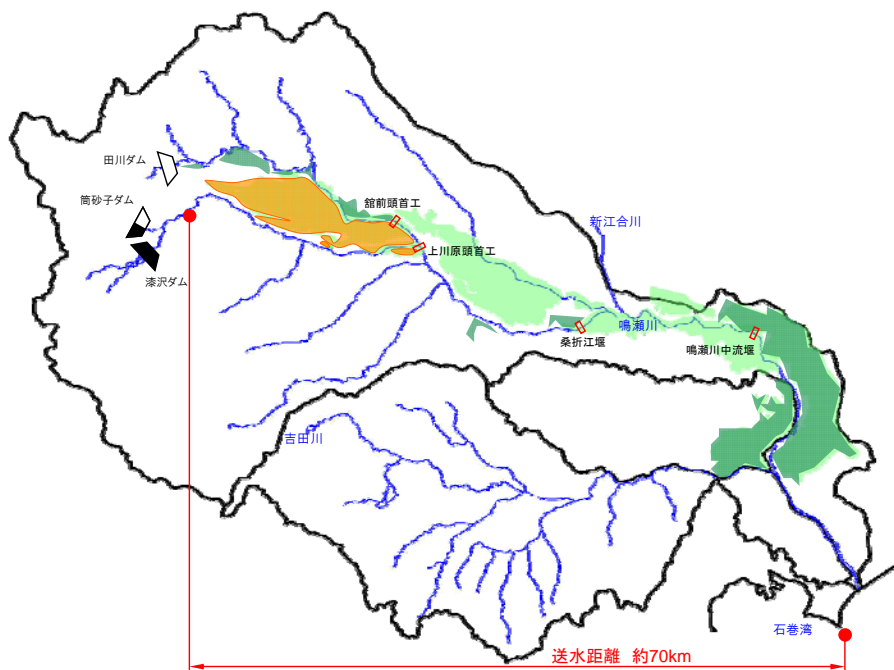 田川ダム
筒砂子ダム
漆沢ダム
舘前頭首工
上川原頭首工
新江合川
鳴瀬川
桑折江堰
鳴瀬川中流堰
吉田川
石巻湾
送水距離 約70km